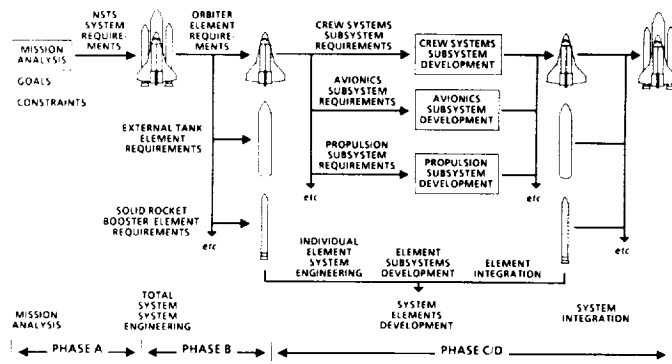 NSTS
SYSTEM
REQUIRE-
MENTS
ORBITER
ELEMENT
REQUIRE-
MENTS
CREW SYSTEMS
SUBSYSTEM
REQUIREMENTS
CREW SYSTEMS
SUBSYSTEM
DEVELOPMENT
MISSION
ANALYSIS
GOALS
CONSTRAINTS
AVIONICS
SUBSYSTEM
REQUIREMENTS
AVIONICS
SUBSYSTEM
DEVELOPMENT
EXTERNAL TANK
ELEMENT
REQUIREMENTS
PROPULSION
SUBSYSTEM
REQUIREMENTS
PROPULSION
SUBSYSTEM
DEVELOPMENT
etc
etc
SOLID ROCKET
BOOSTER ELEMENT
REQUIREMENTS
etc
etc
INDIVIDUAL
ELEMENT
SYSTEM
ENGINEERING
ELEMENT
SUBSYSTEMS
DEVELOPMENT
ELEMENT
INTEGRATION
SYSTEM
ELEMENTS
DEVELOPMENT
MISSION
ANALYSIS
TOTAL
SYSTEM
SYSTEM
ENGINEERING
SYSTEM
INTEGRATION
PHASE A
PHASE B
PHASE C/D